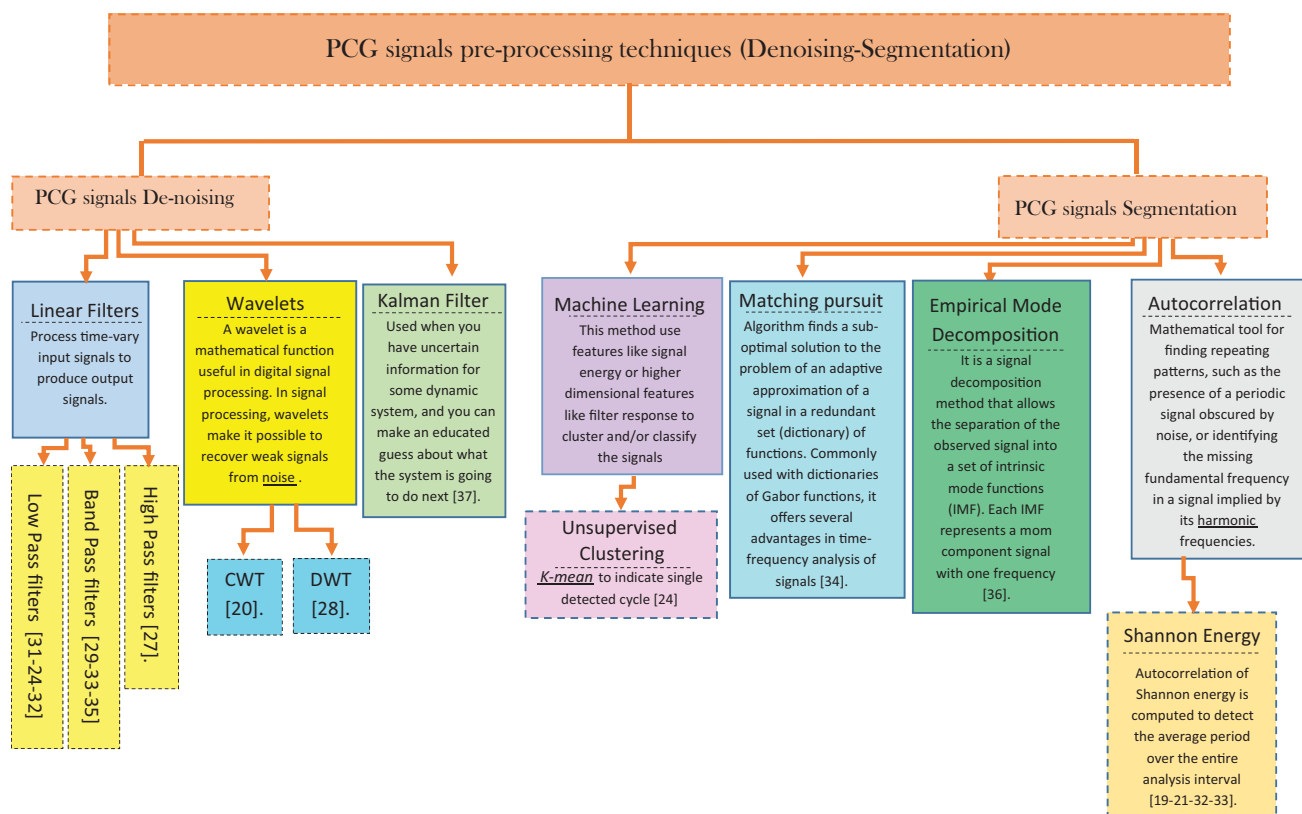 PCG signals pre-processing techniques (Denoising-Segmentation)
PCG signals De-noising
PCG signals Segmentation
Linear Filters
Process time-vary
input signals to
produce output
signals.
Wavelets
A wavelet is a
mathematical function
useful in digital signal
processing. In signal
processing, wavelets
make it possible to
recover weak signals
from noise .
Kalman Filter
Used when you
have uncertain
information for
some dynamic
system, and you can
make an educated
guess about what
the system is going
to do next [37].
Machine Learning
This method use
features like signal
energy or higher
dimensional features
like filter response to
cluster and/or classify
the signals
Matching pursuit
Algorithm finds a sub-
optimal solution to the
problem of an adaptive
approximation of a
signal in a redundant
set (dictionary) of
functions. Commonly
used with dictionaries
of Gabor functions, it
offers several
advantages in time-
frequency analysis of
signals [34].
Empirical Mode
Decomposition
It is a signal
decomposition
method that allows
the separation of the
observed signal into
a set of intrinsic
mode functions
(IMF). Each IMF
represents a mom
component signal
with one frequency
[36].
Autocorrelation
Mathematical tool for
finding repeating
patterns, such as the
presence of a periodic
signal obscured by
noise, or identifying
the missing
fundamental frequency
in a signal implied by
its harmonic
frequencies.
Low Pass filters [31-24-32]
Band Pass filters [29-33-35]
High Pass filters [27].
CWT
[20].
DWT
[28].
Unsupervised
Clustering
K-mean to indicate single
detected cycle [24]
Shannon Energy
Autocorrelation of
Shannon energy is
computed to detect
the average period
over the entire
analysis interval
[19-21-32-33].